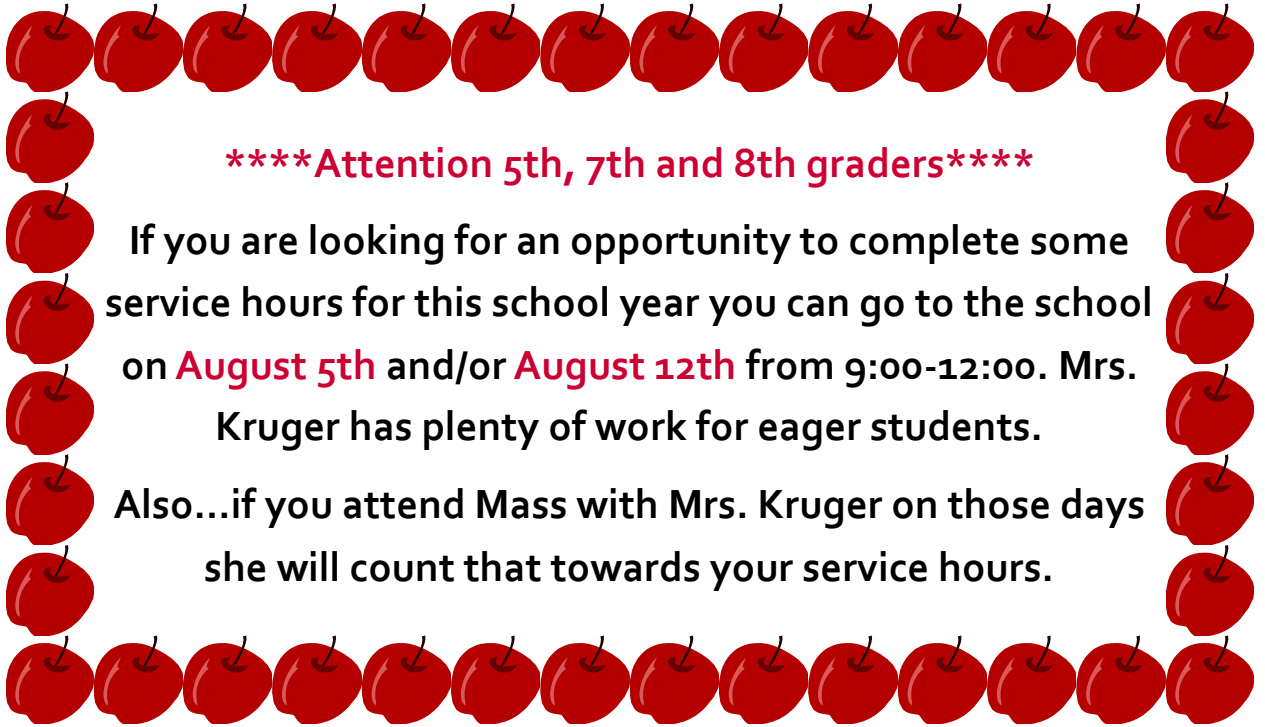 ****Attention 5th, 7th and 8th graders****
If you are looking for an opportunity to complete some
service hours for this school year you can go to the school
on August 5th and/or August 12th from 9:00-12:00. Mrs.
Kruger has plenty of work for eager students.
Also...if you attend Mass with Mrs. Kruger on those days
she will count that towards your service hours.